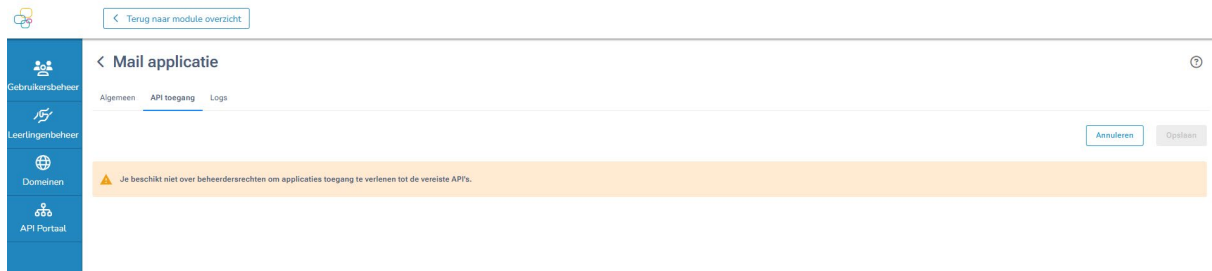 Terug naar module overzicht
Mail applicatie
Gebruikersbeheer
Algemeen API toegang Logs
Leerlingenbeheer
Annuleren Opslaan
Domeinen
Je beschikt niet over beheerdersrechten om applicaties toegang te verlenen tot de vereiste API's.
API Portaal